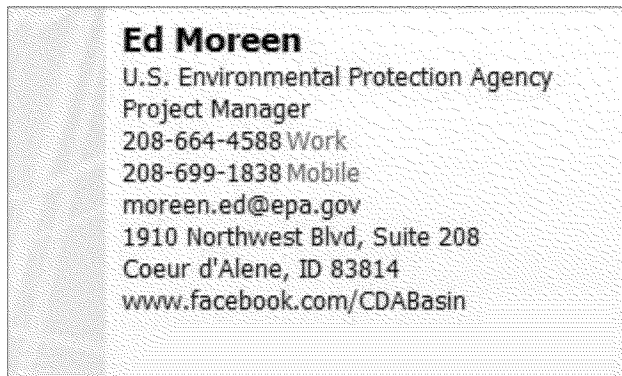 Ed Moreen
U.S. Environmental Protection Agency
Project Manager
208-664-4588 Work
208-699-1838 Mobile
moreen.ed@epa.gov
1910 Northwest Blvd, Suite 208
Coeur d'Alene, ID 83814
www.facebook.com/CDABasin